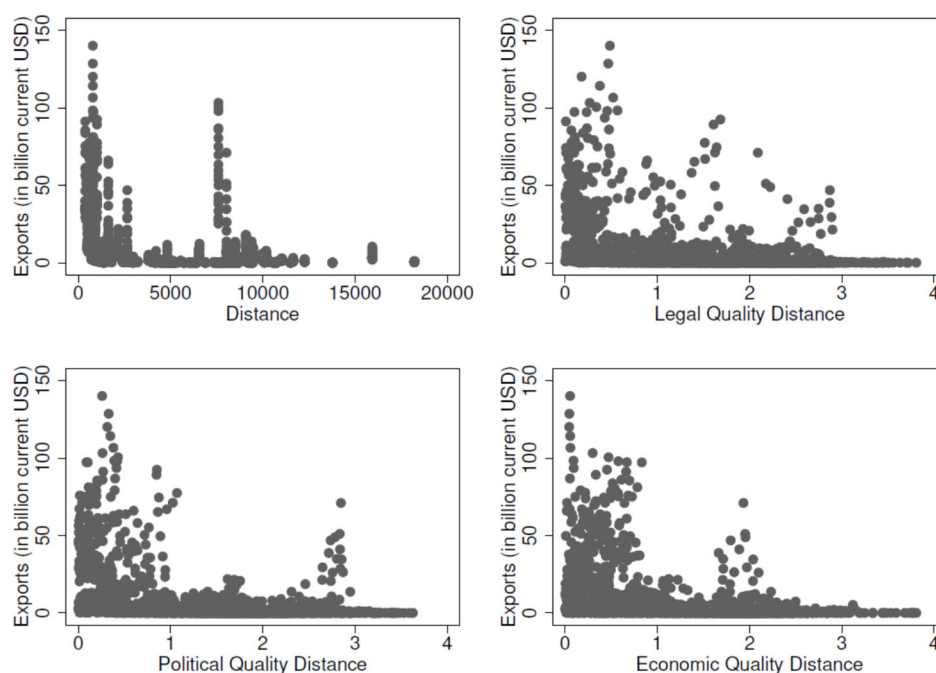 Exports (in billion current USD)
150
100
50
0
0 5000 10000 15000 20000
Distance
Exports (in billion current USD)
150
100
50
0
0 1 2 3 4
Legal Quality Distance
Exports (in billion current USD)
150
100
50
0
0 1 2 3 4
Political Quality Distance
Exports (in billion current USD)
150
100
50
0
0 1 2 3 4
Economic Quality Distance